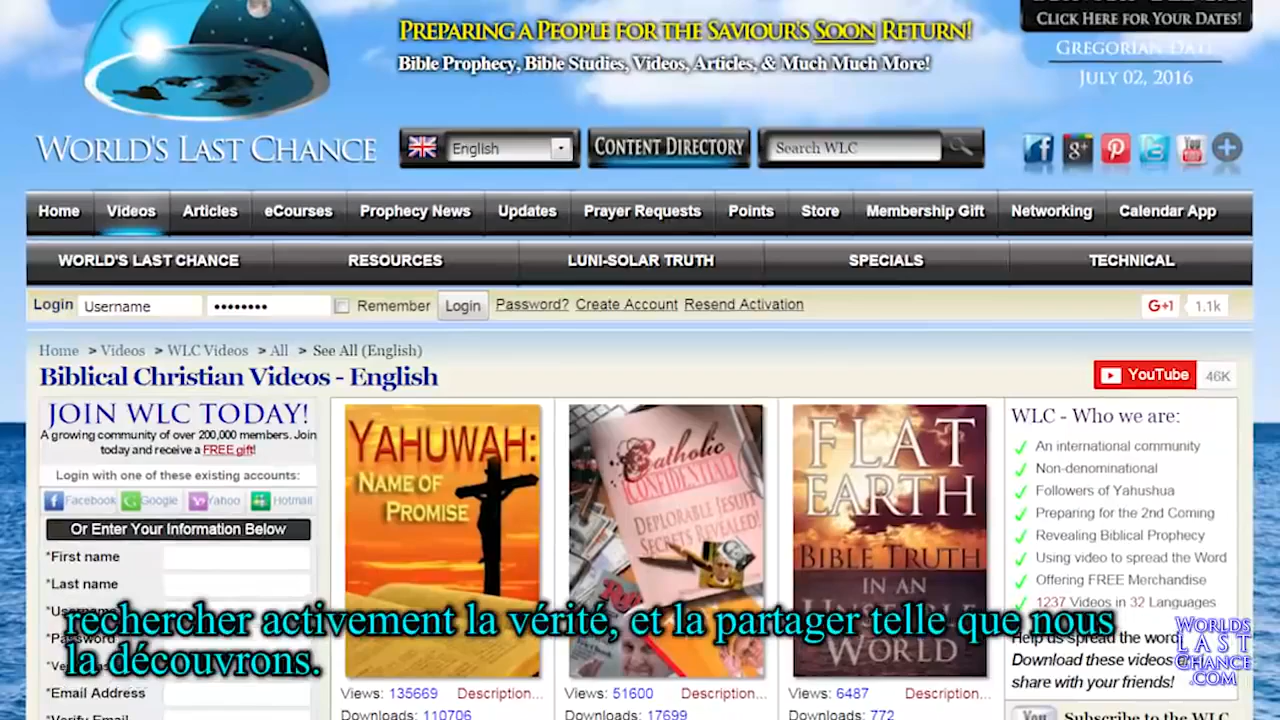 PREPARING A PEOPLE FOR THE SAVIOUR'S SOON RETURN!
Bible Prophecy, Bible Studies, Videos, Articles, & Much Much More!
CLICK HERE FOR YOUR DATES!
GREGORIAN DATE
JULY 02, 2016
WORLD'S LAST CHANCE
English
CONTENT DIRECTORY
Search WLC
Home Videos Articles eCourses Prophecy News Updates Prayer Requests Points Store Membership Gift Networking Calendar App
WORLD'S LAST CHANCE RESOURCES LUNI-SOLAR TRUTH SPECIALS TECHNICAL
Login Username •••••••• Remember Login Password? Create Account Resend Activation
G+1 1.1k
Home > Videos > WLC Videos > All > See All (English)
Biblical Christian Videos - English
YouTube 46K
JOIN WLC TODAY!
A growing community of over 200,000 members. Join
today and receive a FREE gift!
Login with one of these existing accounts:
Facebook Google Yahoo Hotmail
Or Enter Your Information Below
*First name
*Last name
*Email Address
YAHUWAH:
NAME OF
PROMISE
Views: 135669 Description...
Downloads: 110706
Catholic
CONFIDENTIAL
DEPLORABLE JESUIT
SECRETS REVEALED!
Views: 51600 Description...
Downloads: 17699
FLAT
EARTH
BIBLE TRUTH
IN AN
WORLD
Views: 6487 Description...
Downloads: 772
WLC - Who we are:
An international community
Non-denominational
Followers of Yahushua
Preparing for the 2nd Coming
Revealing Biblical Prophecy
Using video to spread the Word
Offering FREE Merchandise
1237 Videos in 32 Languages
Help us spread the word
Download these videos
share with your friends!
You
Subscribe to the WLC
rechercher activement la vérité, et la partager telle que nous
la découvrons.
WORLDS
LAST
CHANCE
.COM